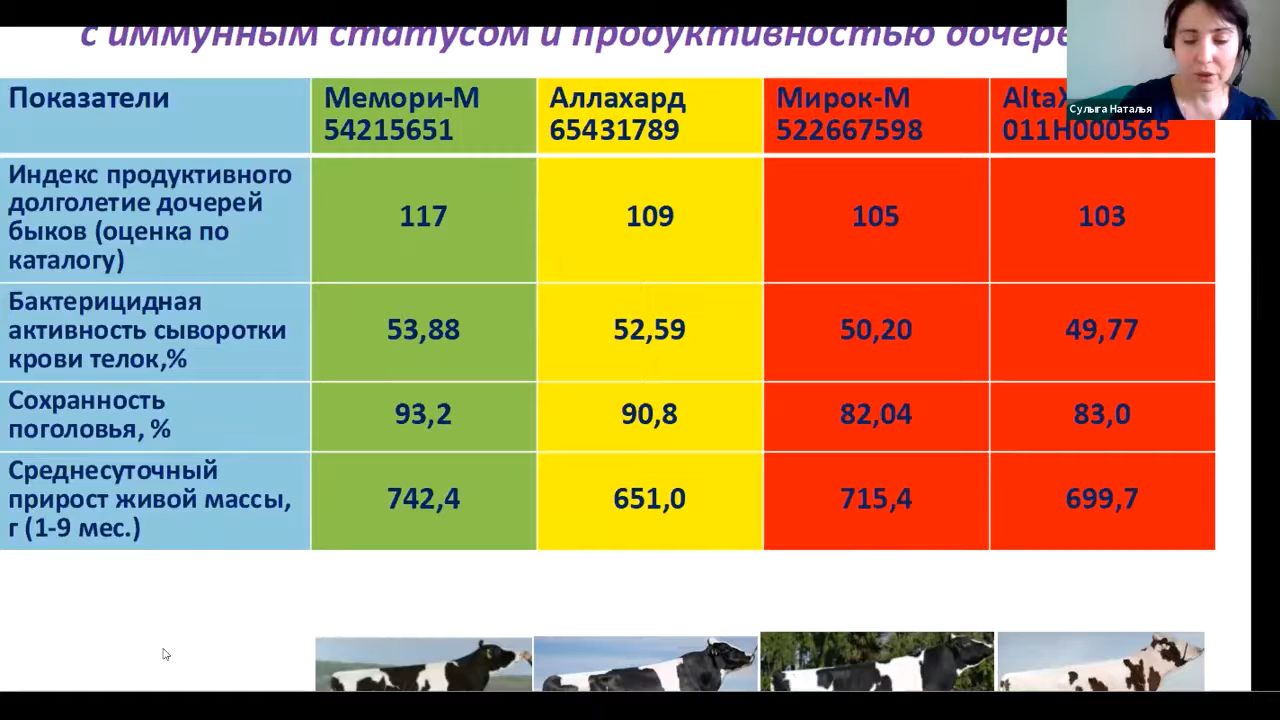 с иммунным статусом и продуктивностью
Показатели
Мемори-М
54215651
Аллахард
65431789
Мирок-М
522667598
011H000565
Сулыга Наталья
Индекс продуктивного
долголетие дочерей
быков (оценка по
каталогу)
117
109
105
103
Бактерицидная
активность сыворотки
крови телок,%
53,88
52,59
50,20
49,77
Сохранность
поголовья, %
93,2
90,8
82,04
83,0
Среднесуточный
прирост живой массы,
г (1-9 мес.)
742,4
651,0
715,4
699,7